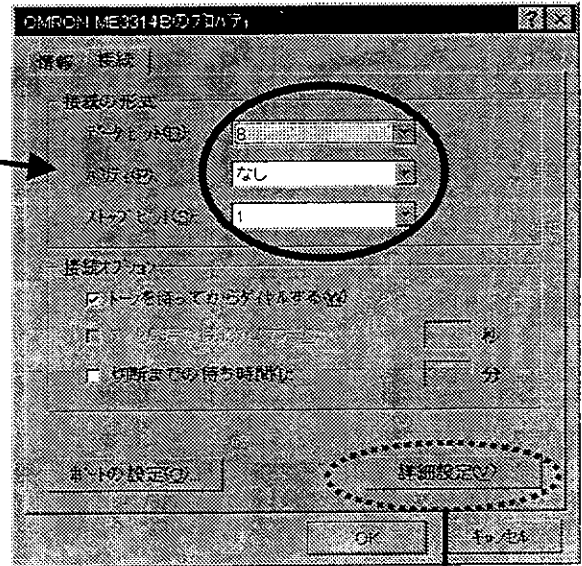 OMRON ME3314Bのプロパティ
情報 接続
接続の形式
データ ビット(D): 8
パリティ(P): なし
ストップ ビット(S): 1
接続オプション
トーンを待ってからダイヤルする(W)
秒
切断までの待ち時間(I): 分
ポートの設定(O)... 詳細設定(V)
OK キャンセル